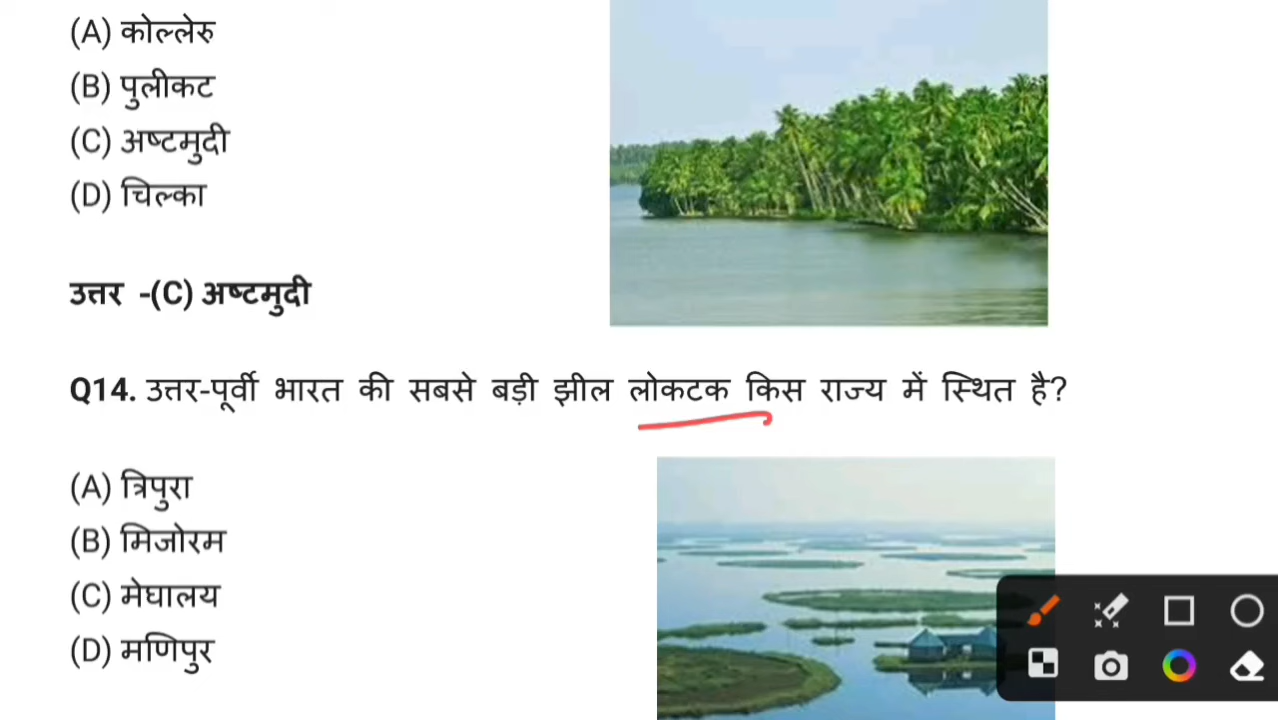 (A) कोल्लेरु
(B) पुलीकट
(C) अष्टमुदी
(D) चिल्का
उत्तर -(C) अष्टमुदी
Q14. उत्तर-पूर्वी भारत की सबसे बड़ी झील लोकटक किस राज्य में स्थित है?
(A) त्रिपुरा
(B) मिजोरम
(C) मेघालय
(D) मणिपुर